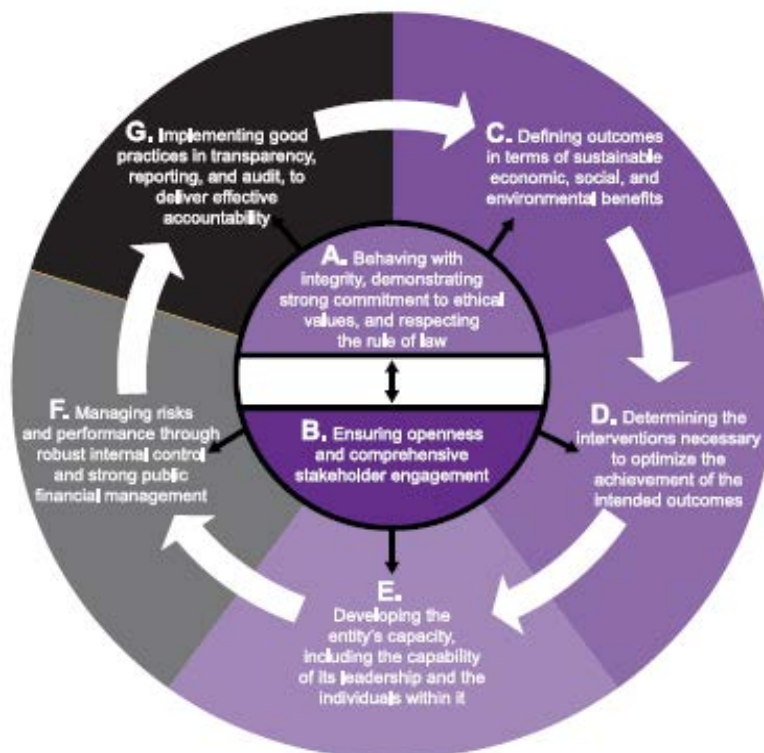 G. Implementing good
practices in transparency,
reporting, and audit, to
deliver effective
accountability
C. Defining outcomes
in terms of sustainable
economic, social, and
environmental benefits
A. Behaving with
integrity, demonstrating
strong commitment to ethical
values, and respecting
the rule of law
B. Ensuring openness
and comprehensive
stakeholder engagement
D. Determining the
interventions necessary
to optimize the
achievement of the
intended outcomes
E.
Developing the
entity's capacity,
including the capability
of its leadership and the
individuals within it
F. Managing risks
and performance through
robust internal control
and strong public
financial management